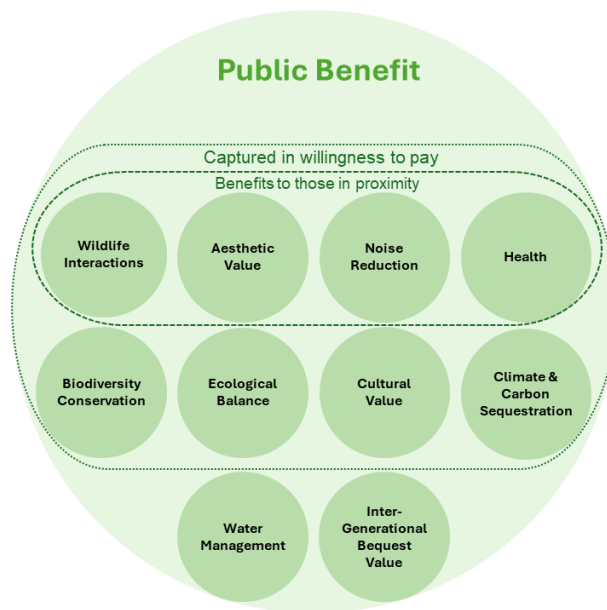 Public Benefit
Captured in willingness to pay
Benefits to those in proximity
Wildlife
Interactions
Aesthetic
Value
Noise
Reduction
Health
Biodiversity
Conservation
Ecological
Balance
Cultural
Value
Climate &
Carbon
Sequestration
Water
Management
Inter-
Generational
Bequest
Value